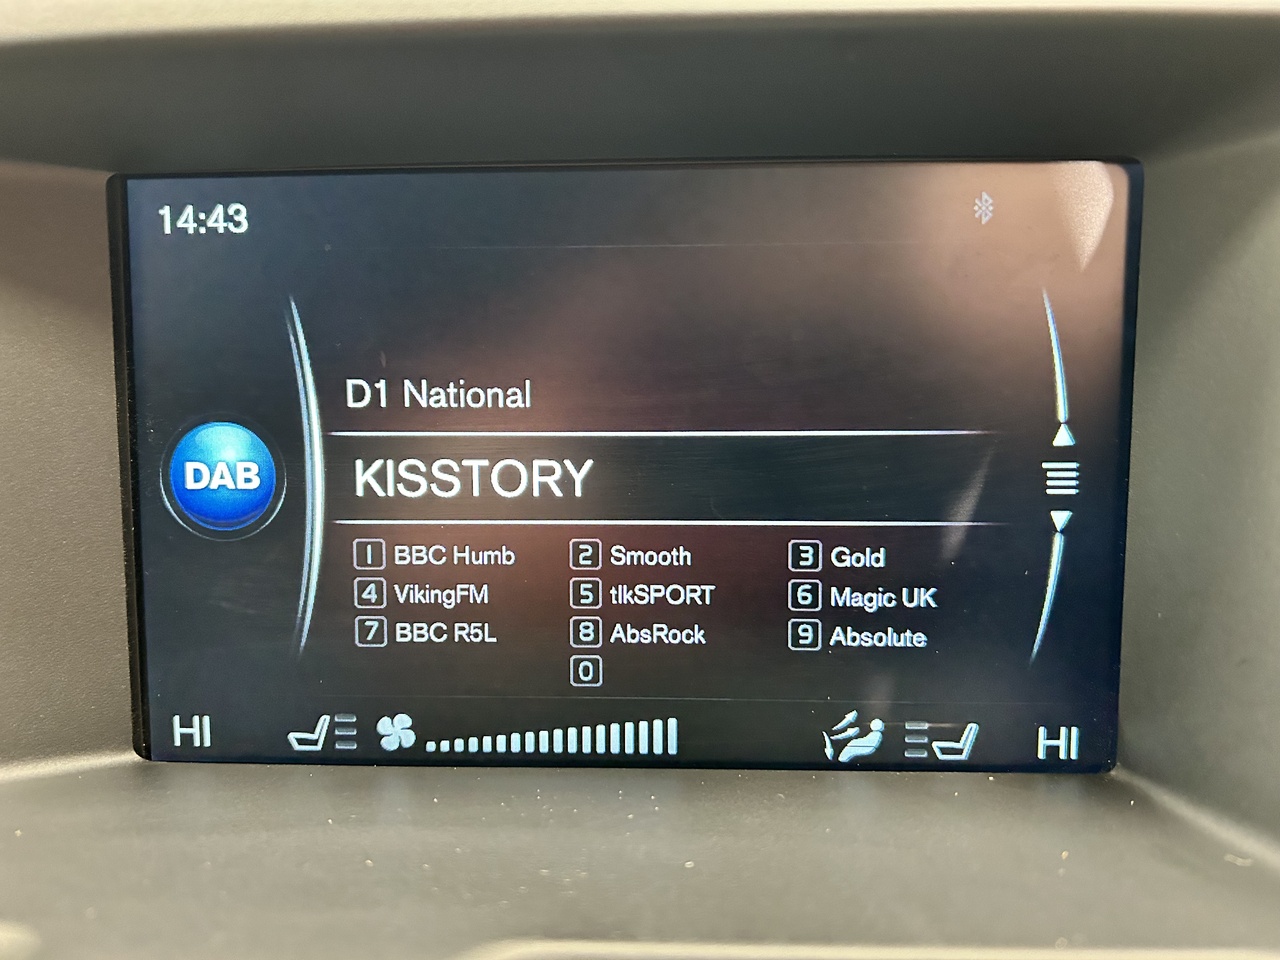 14:43
D1 National
DAB
KISSTORY
1 BBC Humb 2 Smooth 3 Gold
4 VikingFM 5 tlkSPORT 6 Magic UK
7 BBC R5L 8 AbsRock 9 Absolute
0
HI HI